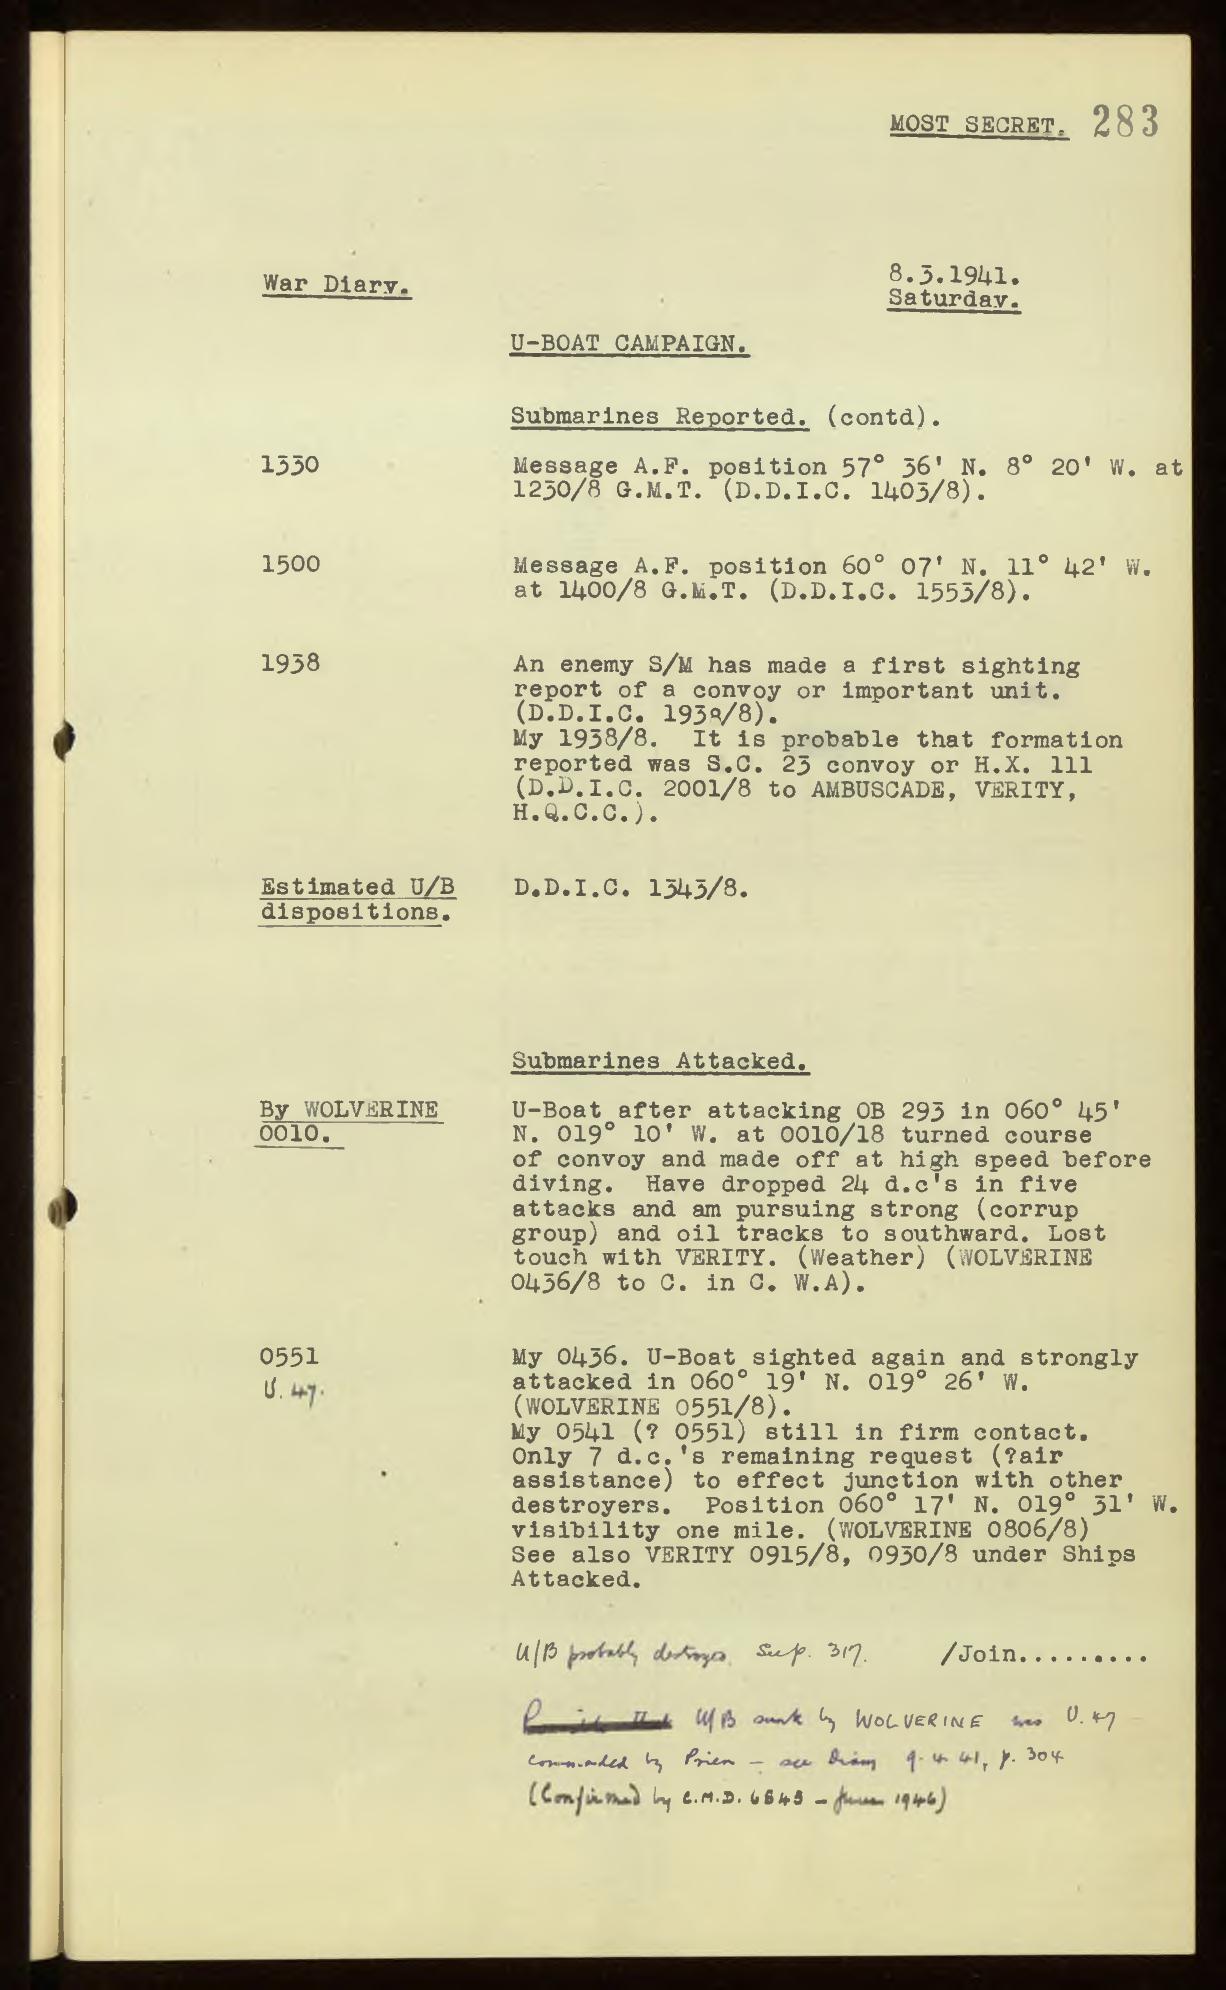 MOST SECRET. 283
War Diary.
8.3.1941.
Saturday.
U-BOAT CAMPAIGN.
Submarines Reported. (contd).
1330
Message A.F. position 57° 36' N. 8° 20' W. at
1230/8 G.M.T. (D.D.I.C. 1403/8).
1500
Message A.F. position 60° 07' N. 11° 42' W.
at 1400/8 G.M.T. (D.D.I.C. 1553/8).
1938
An enemy S/M has made a first sighting
report of a convoy or important unit.
(D.D.I.C. 1938/8).
My 1938/8. It is probable that formation
reported was S.C. 23 convoy or H.X. 111
(D.D.I.C. 2001/8 to AMBUSCADE, VERITY,
H.Q.C.C.).
Estimated U/B
dispositions.
D.D.I.C. 1343/8.
Submarines Attacked.
By WOLVERINE
0010.
U-Boat after attacking OB 293 in 060° 45'
N. 019° 10' W. at 0010/18 turned course
of convoy and made off at high speed before
diving. Have dropped 24 d.c's in five
attacks and am pursuing strong (corrup
group) and oil tracks to southward. Lost
touch with VERITY. (Weather) (WOLVERINE
0436/8 to C. in C. W.A).
0551
U. 47.
My 0436. U-Boat sighted again and strongly
attacked in 060° 19' N. 019° 26' W.
(WOLVERINE 0551/8).
My 0541 (? 0551) still in firm contact.
Only 7 d.c.'s remaining request (?air
assistance) to effect junction with other
destroyers. Position 060° 17' N. 019° 31' W.
visibility one mile. (WOLVERINE 0806/8)
See also VERITY 0915/8, 0930/8 under Ships
Attacked.
U/B probably destroyed. See p. 317. /Join.........
U/B sunk by WOLVERINE was U. 47
commanded by Prien - see Diary 9.4.41, p. 304
(Confirmed by C.M.D. 6843 - June 1946)